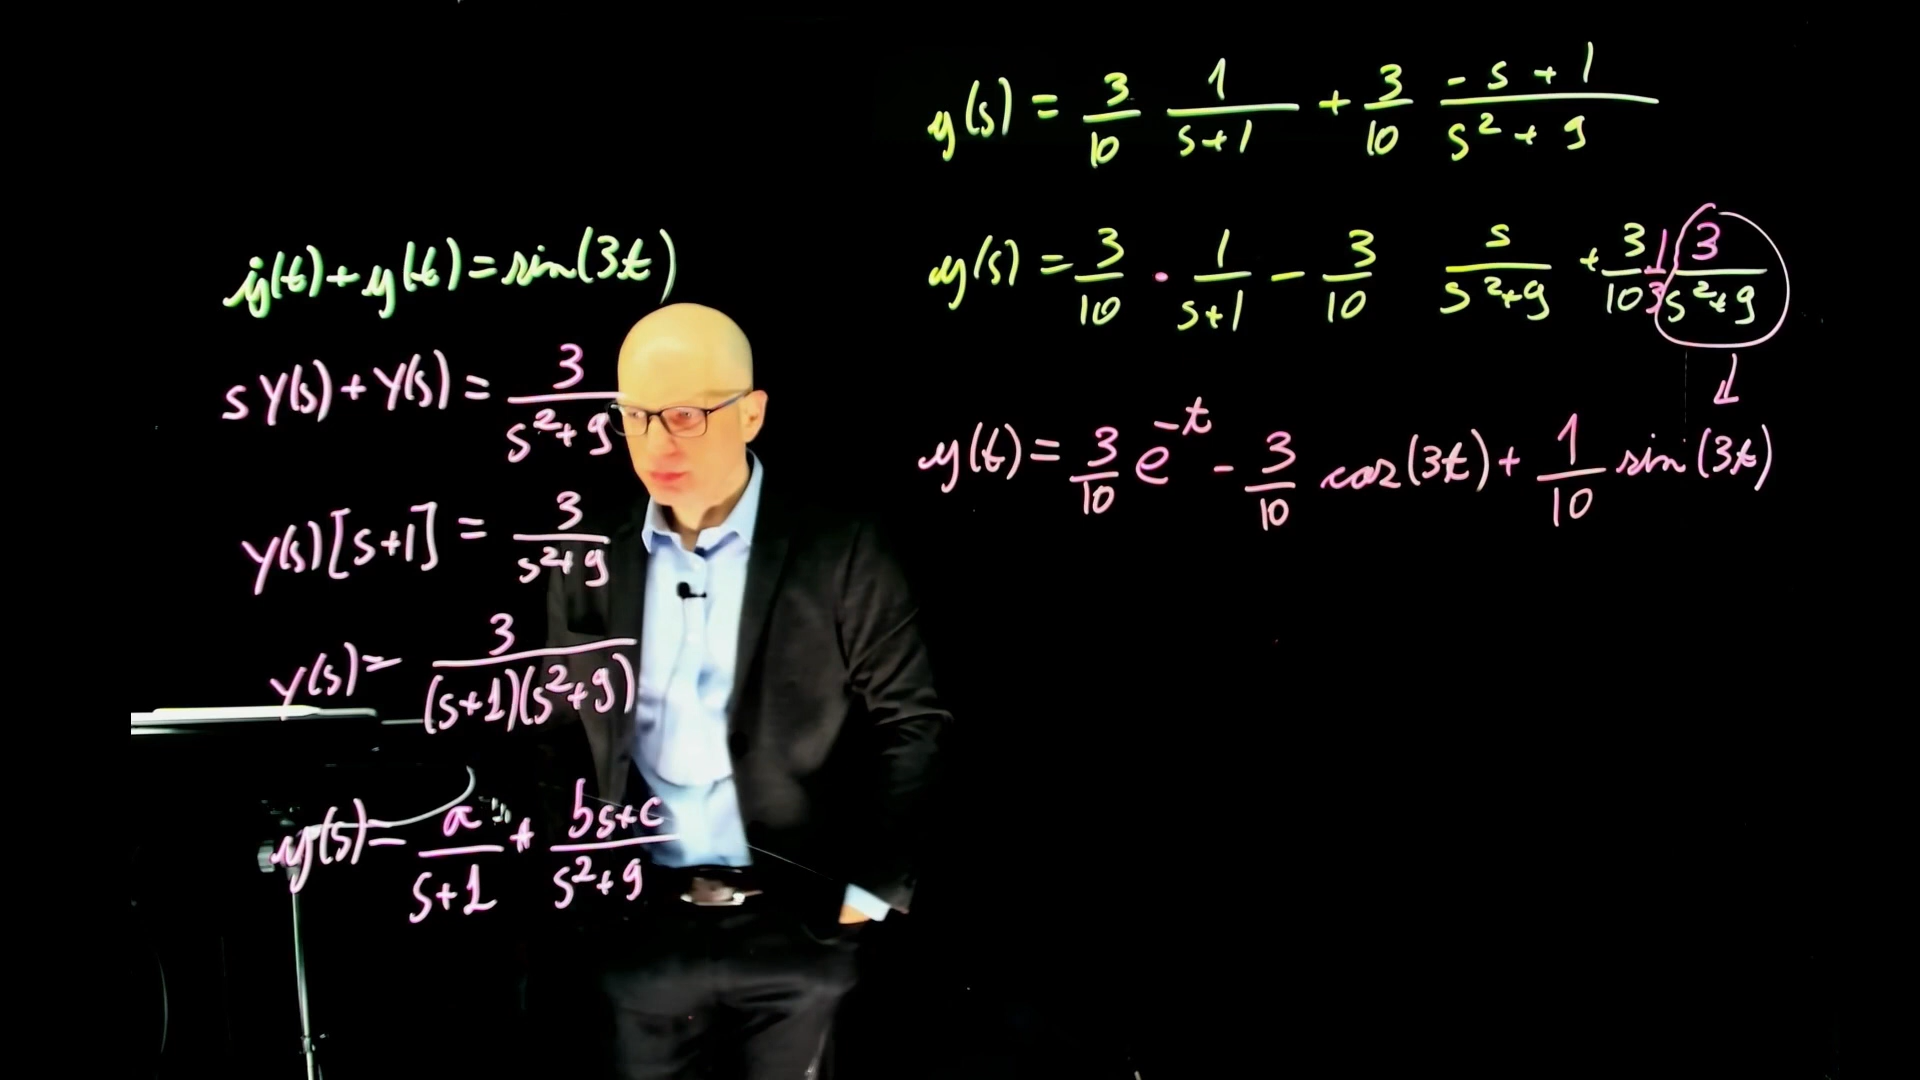 ẏ(t)+y(t)=sin(3t)
sY(s)+Y(s)=3/(s²+9)
Y(s)[s+1]=3/(s²+9)
Y(s)=3/((s+1)(s²+9))
y(s)=a/(s+1)+(bs+c)/(s²+9)
y(s)=3/10 1/(s+1)+3/10 (-s+1)/(s²+9)
y(s)=3/10·1/(s+1)-3/10 s/(s²+9)+3/10 1/3 3/(s²+9)
↓
y(t)=3/10 e^(-t)-3/10 cos(3t)+1/10 sin(3t)